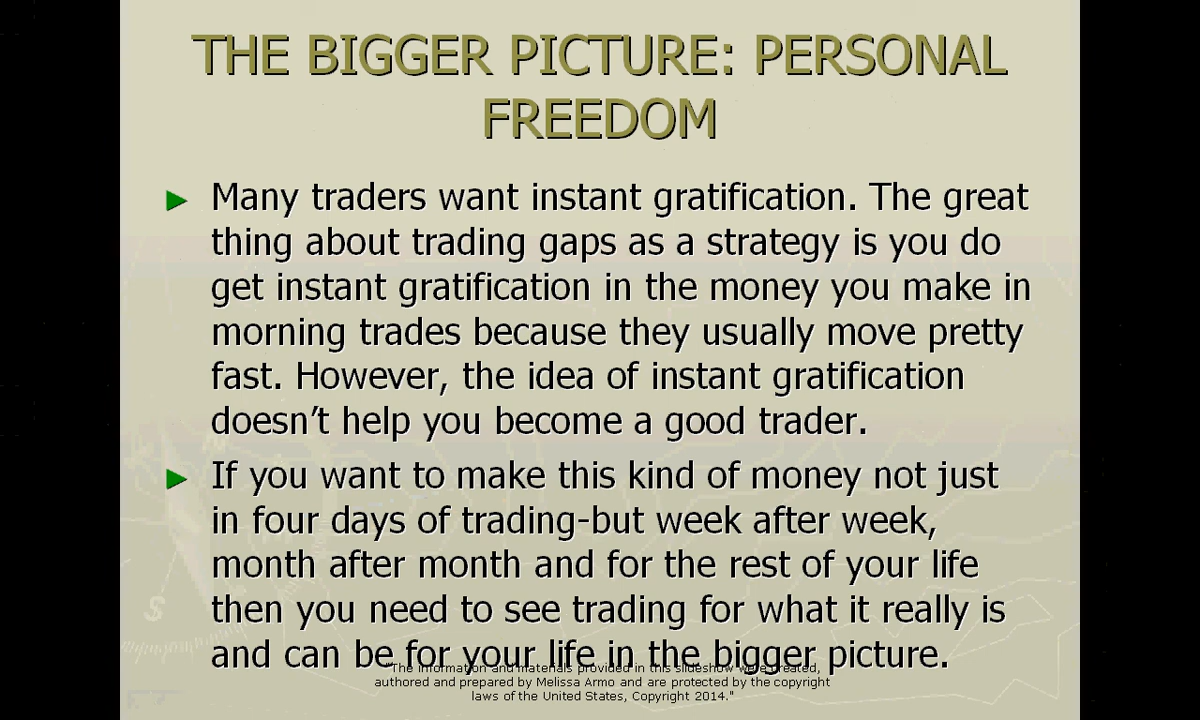 THE BIGGER PICTURE: PERSONAL
FREEDOM
Many traders want instant gratification. The great
thing about trading gaps as a strategy is you do
get instant gratification in the money you make in
morning trades because they usually move pretty
fast. However, the idea of instant gratification
doesn't help you become a good trader.
If you want to make this kind of money not just
in four days of trading-but week after week,
month after month and for the rest of your life
then you need to see trading for what it really is
and can be for your life in the bigger picture.
"The information and materials provided in this slideshow were created,
authored and prepared by Melissa Armo and are protected by the copyright
laws of the United States, Copyright 2014."
S